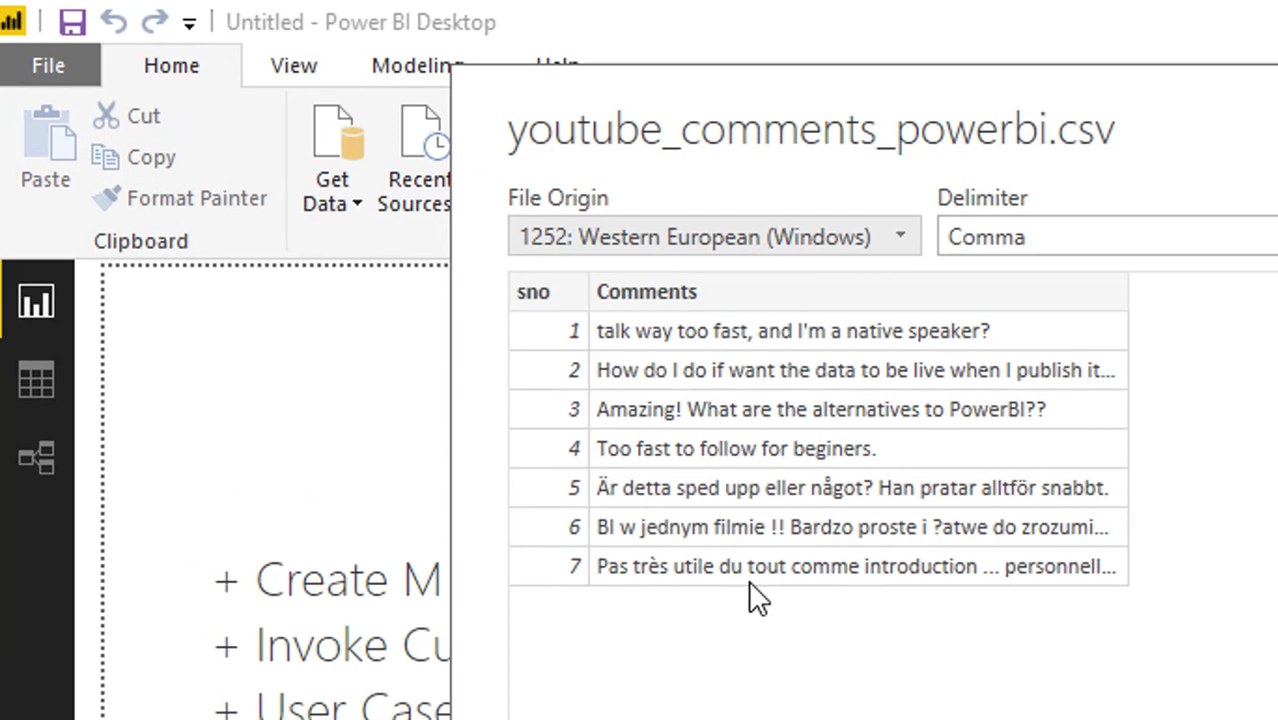 Untitled - Power BI Desktop
File Home View Modeling Help
Paste
Cut
Copy
Format Painter
Clipboard
Get Data
Recent Sources
youtube_comments_powerbi.csv
File Origin Delimiter
1252: Western European (Windows) Comma
sno Comments
1 talk way too fast, and I'm a native speaker?
2 How do I do if want the data to be live when I publish it...
3 Amazing! What are the alternatives to PowerBI??
4 Too fast to follow for beginers.
5 Är detta sped upp eller något? Han pratar alltför snabbt.
6 BI w jednym filmie !! Bardzo proste i ?atwe do zrozumi...
7 Pas très utile du tout comme introduction ... personnell...
+ Create M
+ Invoke Cu
+ User Case